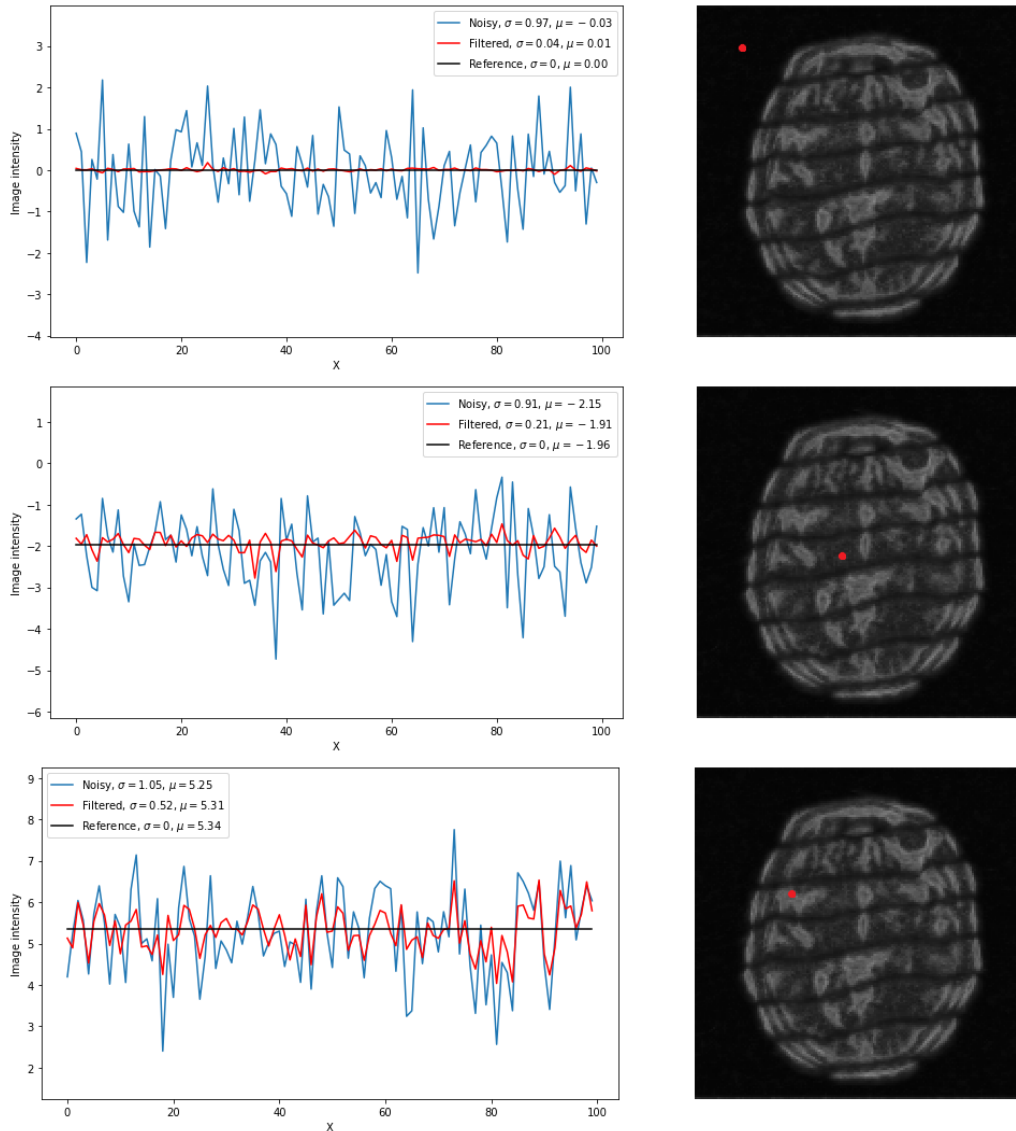 Noisy, σ = 0.97, μ = − 0.03
Filtered, σ = 0.04, μ = 0.01
Reference, σ = 0, μ = 0.00
3
2
1
0
−1
−2
−3
−4
Image intensity
0 20 40 60 80 100
X
Noisy, σ = 0.91, μ = − 2.15
Filtered, σ = 0.21, μ = − 1.91
Reference, σ = 0, μ = − 1.96
1
0
−1
−2
−3
−4
−5
−6
Image intensity
0 20 40 60 80 100
X
Noisy, σ = 1.05, μ = 5.25
Filtered, σ = 0.52, μ = 5.31
Reference, σ = 0, μ = 5.34
9
8
7
6
5
4
3
2
Image intensity
0 20 40 60 80 100
X